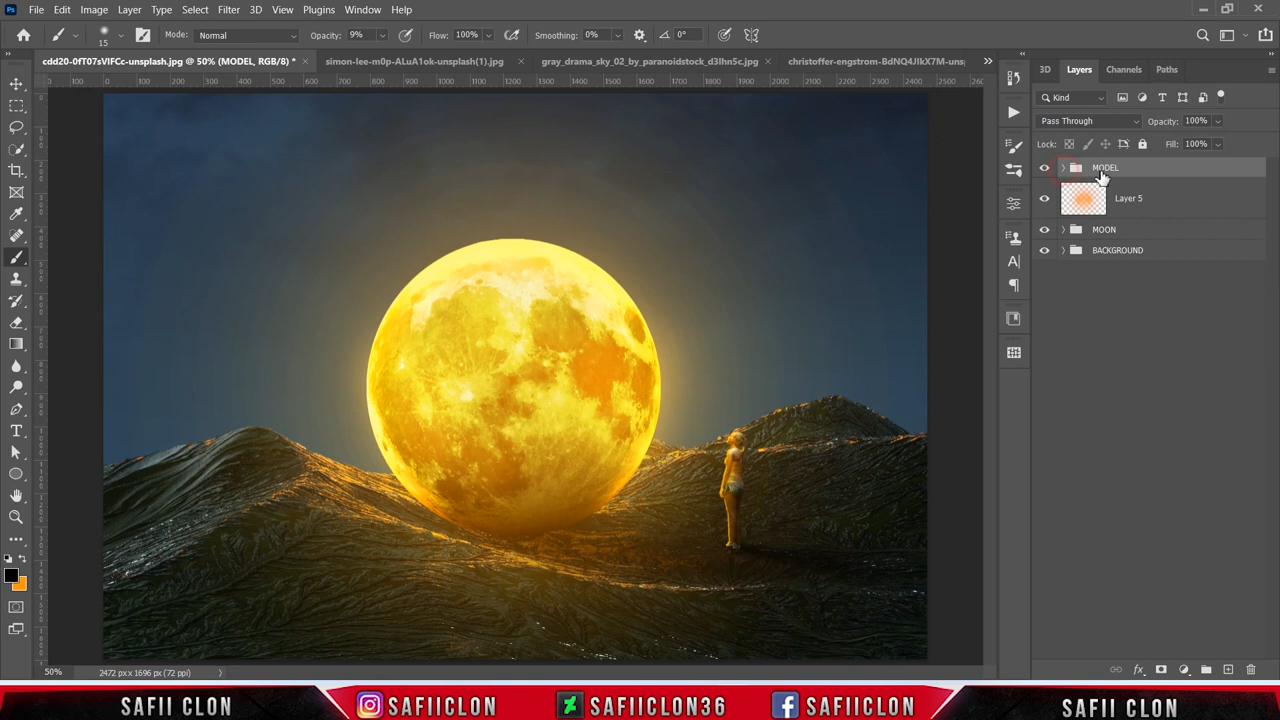 Ps File Edit Image Layer Type Select Filter 3D View Plugins Window Help
15 Mode: Normal Opacity: 9% Flow: 100% Smoothing: 0% 0°
cdd20-0fT07sVIFCc-unsplash.jpg @ 50% (MODEL, RGB/8) * × simon-lee-m0p-ALuA1ok-unsplash(1).jpg × gray_drama_sky_02_by_paranoidstock_d3lhn5c.jpg × christoffer-engstrom-BdNQ4JlkX7M-uns
3D Layers Channels Paths
Kind
Pass Through Opacity: 100%
Lock: Fill: 100%
MODEL
Layer 5
MOON
BACKGROUND
50% 2472 px x 1696 px (72 ppi)
SAFII CLON SAFIICLON SAFIICLON36 SAFIICLON SAFII CLON